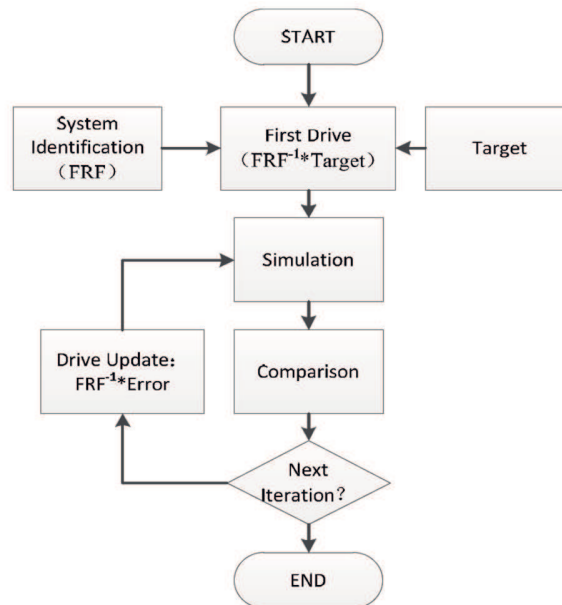 START
System
Identification
（FRF）
First Drive
（FRF⁻¹*Target）
Target
Simulation
Drive Update：
FRF⁻¹*Error
Comparison
Next
Iteration？
END